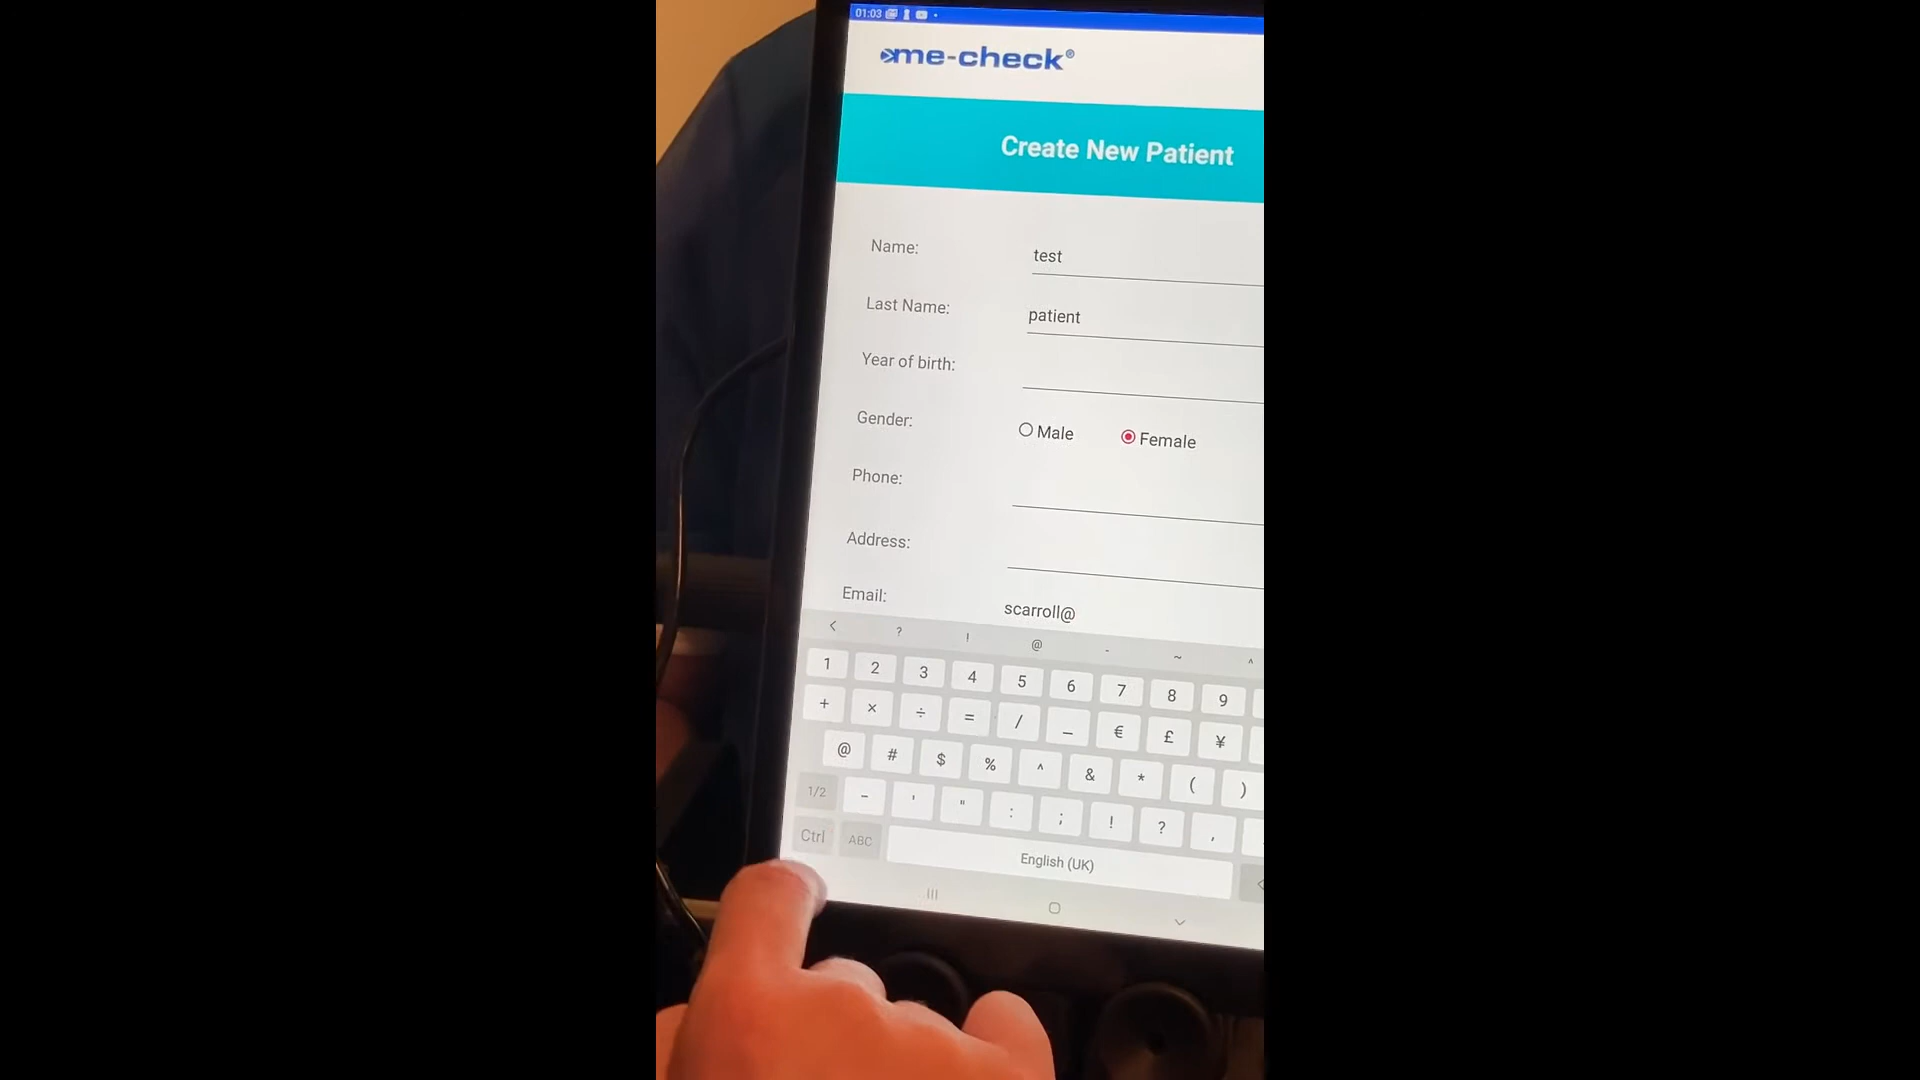 01:03
me-check®
Create New Patient
Name: test
Last Name: patient
Year of birth:
Gender: Male Female
Phone:
Address:
Email: scarroll@
< ? ! @ - ~ ^
1 2 3 4 5 6 7 8 9
+ × ÷ = / _ € £ ¥
@ # $ % ^ & * ( )
1/2 - ' " : ; ! ? ,
Ctrl ABC English (UK)